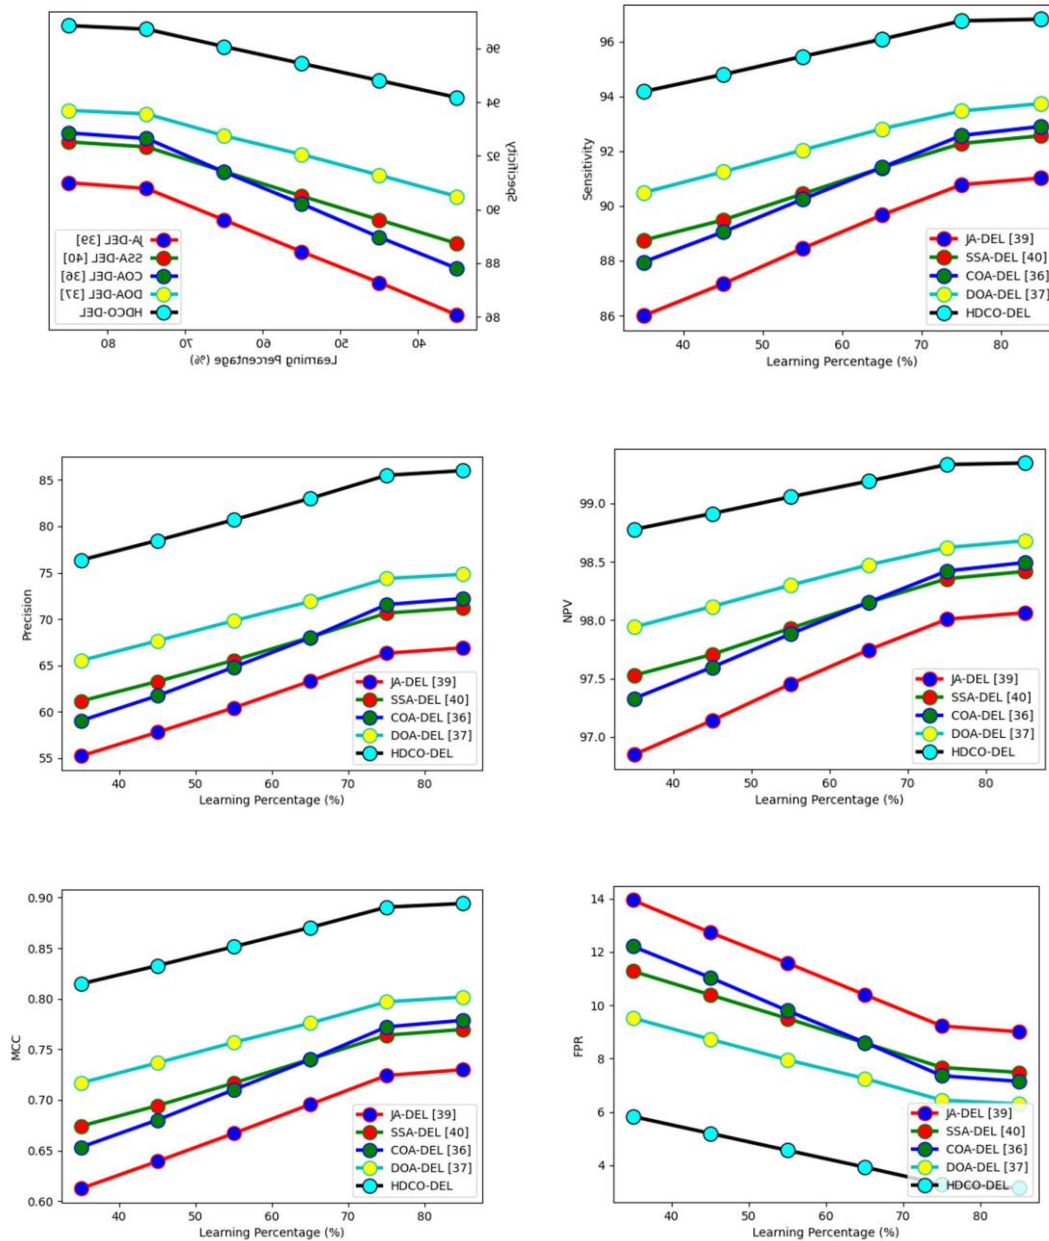 96
94
92
90
88
86
Specificity
JA-DEL [39]
SSA-DEL [40]
COA-DEL [36]
DOA-DEL [37]
HDCO-DEL
40 50 60 70 80
Learning Percentage (%)
96
94
92
90
88
86
Sensitivity
JA-DEL [39]
SSA-DEL [40]
COA-DEL [36]
DOA-DEL [37]
HDCO-DEL
40 50 60 70 80
Learning Percentage (%)
85
80
75
70
65
60
55
Precision
JA-DEL [39]
SSA-DEL [40]
COA-DEL [36]
DOA-DEL [37]
HDCO-DEL
40 50 60 70 80
Learning Percentage (%)
99.0
98.5
98.0
97.5
97.0
NPV
JA-DEL [39]
SSA-DEL [40]
COA-DEL [36]
DOA-DEL [37]
HDCO-DEL
40 50 60 70 80
Learning Percentage (%)
0.90
0.85
0.80
0.75
0.70
0.65
0.60
MCC
JA-DEL [39]
SSA-DEL [40]
COA-DEL [36]
DOA-DEL [37]
HDCO-DEL
40 50 60 70 80
Learning Percentage (%)
14
12
10
8
6
4
FPR
JA-DEL [39]
SSA-DEL [40]
COA-DEL [36]
DOA-DEL [37]
HDCO-DEL
40 50 60 70 80
Learning Percentage (%)